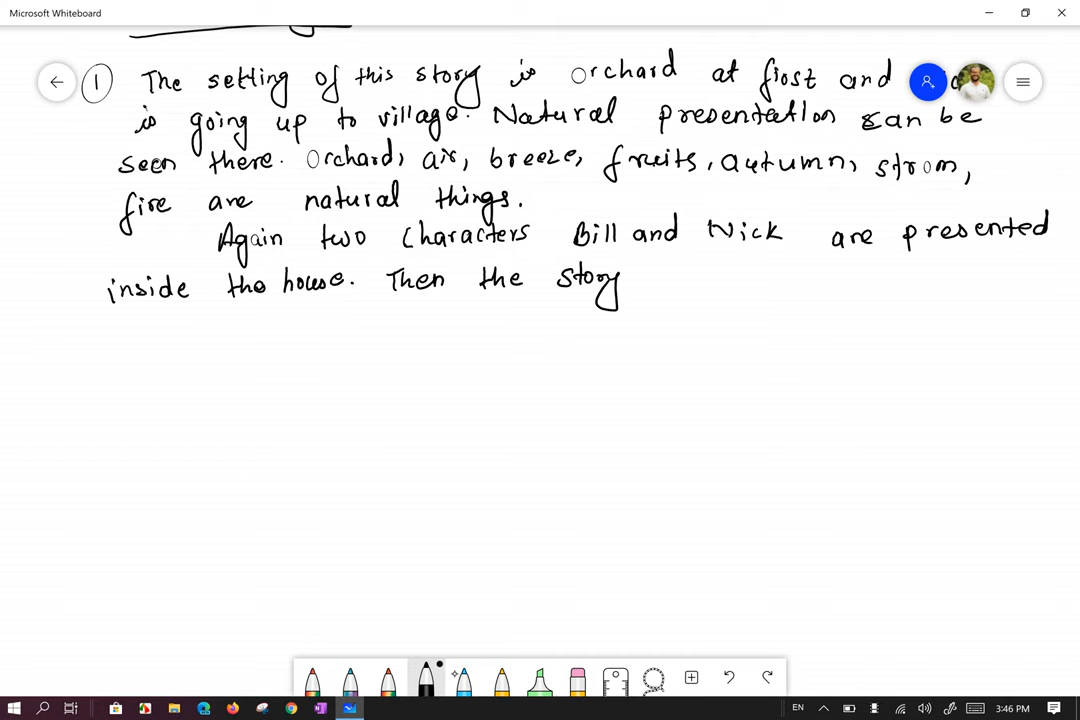 Microsoft Whiteboard
1 The setting of this story is orchard at fiost and
is going up to village. Natural presentation can be
seen there. Orchard, air, breeze, fruits, autumn, strom,
fire are natural things.
Again two characters Bill and Nick are presented
inside the house. Then the story
EN 3:46 PM